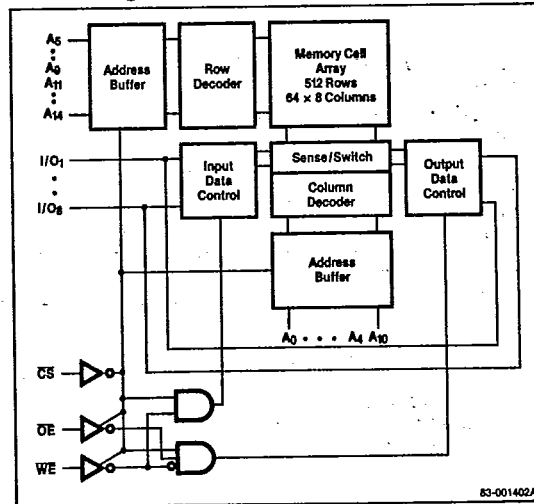 A5
A9
A11
A14
Address
Buffer
Row
Decoder
Memory Cell
Array
512 Rows
64 × 8 Columns
I/O1
I/O8
Input
Data
Control
Sense/Switch
Column
Decoder
Output
Data
Control
Address
Buffer
A0 • • • A4 A10
CS
OE
WE
83-001402A